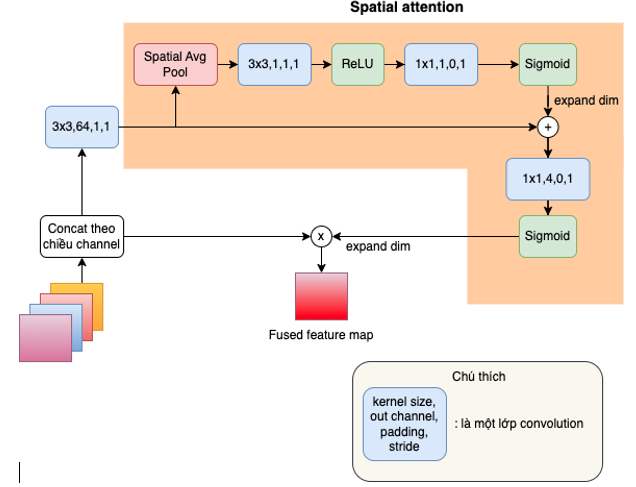 Spatial attention
Spatial Avg
Pool
3x3,1,1,1
ReLU
1x1,1,0,1
Sigmoid
expand dim
3x3,64,1,1
+
1x1,4,0,1
Concat theo
chiều channel
x
expand dim
Sigmoid
Fused feature map
Chú thích
kernel size,
out channel,
padding,
stride
: là một lớp convolution